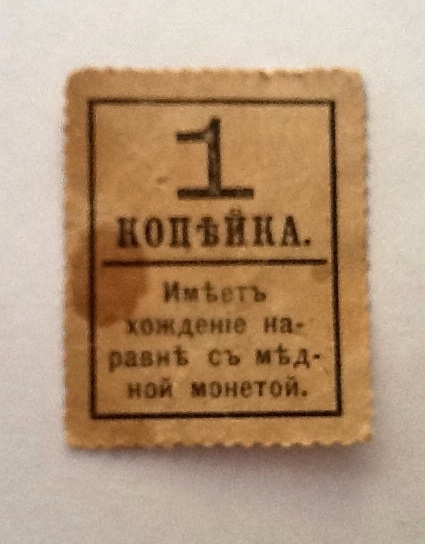 1
КОПѢЙКА.
Имѣетъ
хожденіе на-
равнѣ съ мѣд-
ной монетой.